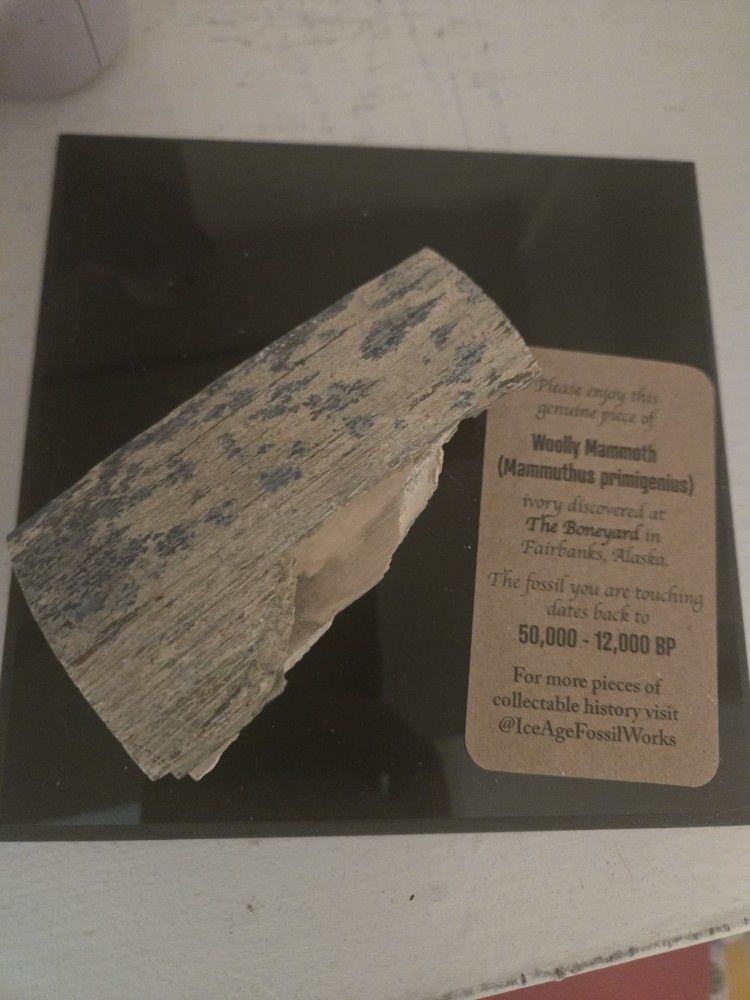 Please enjoy this
genuine piece of
Woolly Mammoth
(Mammuthus primigenius)
ivory discovered at
The Boneyard in
Fairbanks, Alaska.
The fossil you are touching
dates back to
50,000 - 12,000 BP
For more pieces of
collectable history visit
@IceAgeFossilWorks